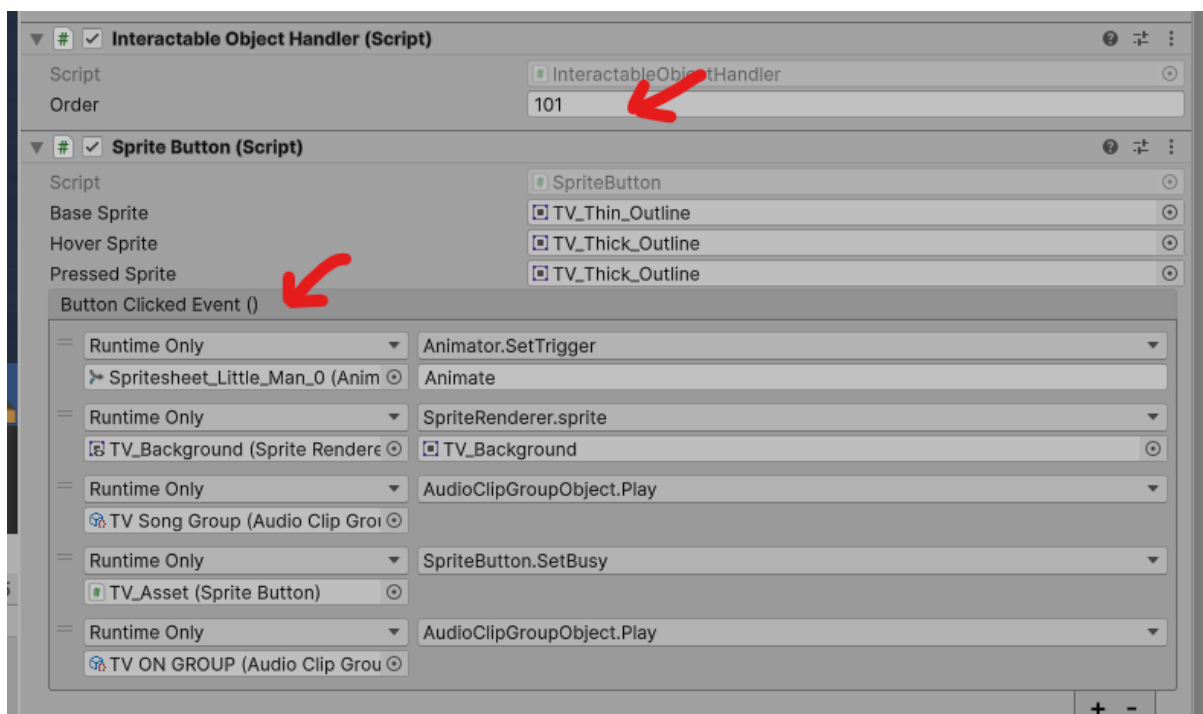 Interactable Object Handler (Script)
Script InteractableObjectHandler
Order 101
Sprite Button (Script)
Script SpriteButton
Base Sprite TV_Thin_Outline
Hover Sprite TV_Thick_Outline
Pressed Sprite TV_Thick_Outline
Button Clicked Event ()
Runtime Only Animator.SetTrigger
Spritesheet_Little_Man_0 (Anim Animate
Runtime Only SpriteRenderer.sprite
TV_Background (Sprite Rendere TV_Background
Runtime Only AudioClipGroupObject.Play
TV Song Group (Audio Clip Grou
Runtime Only SpriteButton.SetBusy
TV_Asset (Sprite Button)
Runtime Only AudioClipGroupObject.Play
TV ON GROUP (Audio Clip Grou